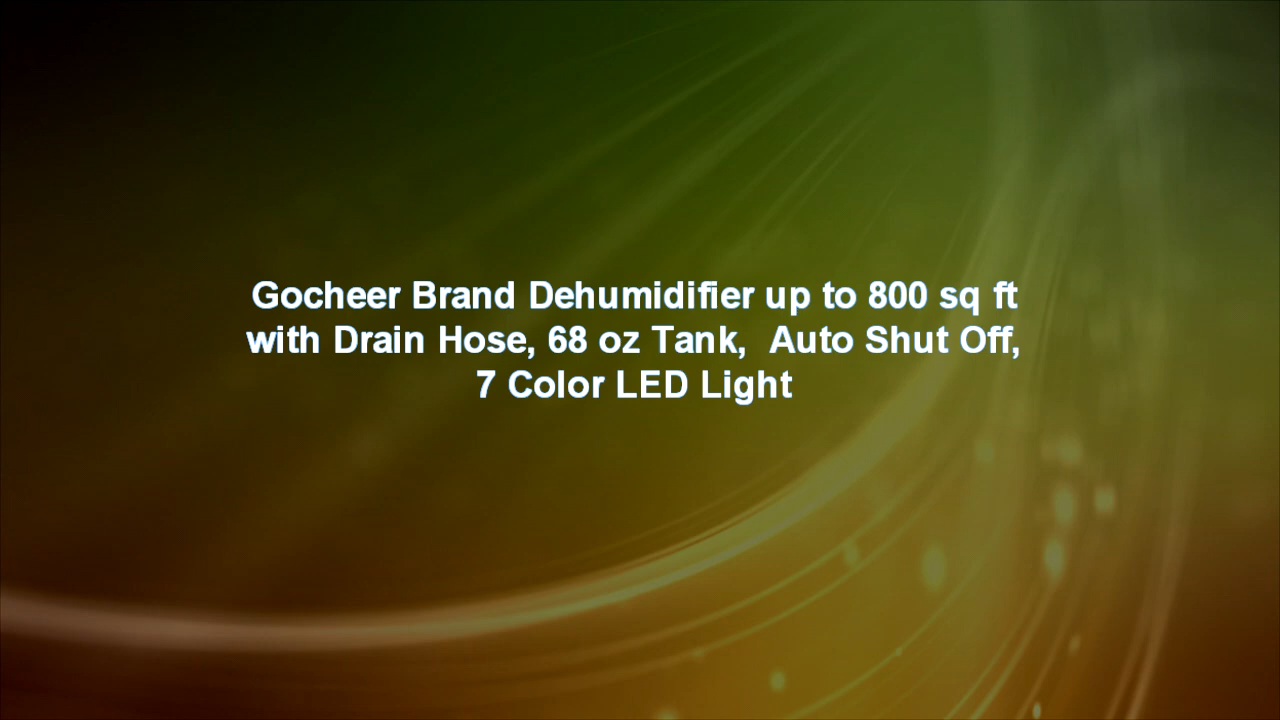 Gocheer Brand Dehumidifier up to 800 sq ft
with Drain Hose, 68 oz Tank,  Auto Shut Off,
7 Color LED Light